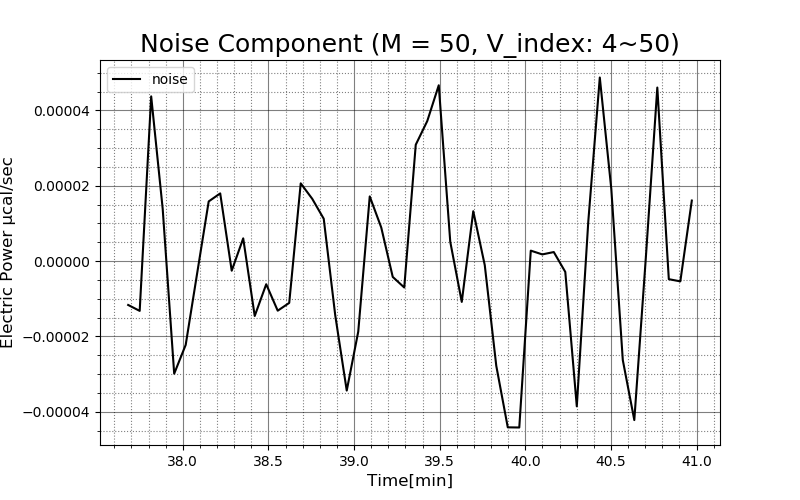 Noise Component (M = 50, V_index: 4~50)
noise
0.00004
0.00002
0.00000
−0.00002
−0.00004
Electric Power μcal/sec
38.0 38.5 39.0 39.5 40.0 40.5 41.0
Time[min]